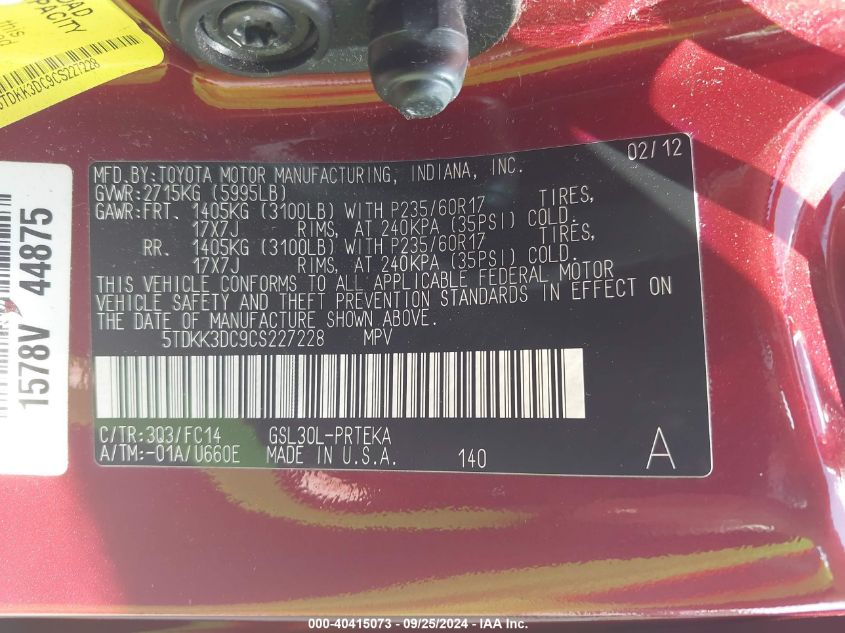 OAD
APACITY
this
5TDKK3DC9CS227228
1578V 44875
MFD.BY:TOYOTA MOTOR MANUFACTURING, INDIANA, INC. 02/12
GVWR:2715KG (5995LB)
GAWR:FRT. 1405KG (3100LB) WITH P235/60R17 TIRES,
17X7J RIMS, AT 240KPA (35PSI) COLD.
RR. 1405KG (3100LB) WITH P235/60R17 TIRES,
17X7J RIMS, AT 240KPA (35PSI) COLD.
THIS VEHICLE CONFORMS TO ALL APPLICABLE FEDERAL MOTOR
VEHICLE SAFETY AND THEFT PREVENTION STANDARDS IN EFFECT ON
THE DATE OF MANUFACTURE SHOWN ABOVE.
5TDKK3DC9CS227228 MPV
C/TR:3Q3/FC14 GSL30L-PRTEKA
A/TM:-01A/U660E MADE IN U.S.A. 140 A
000-40415073 - 09/25/2024 - IAA Inc.